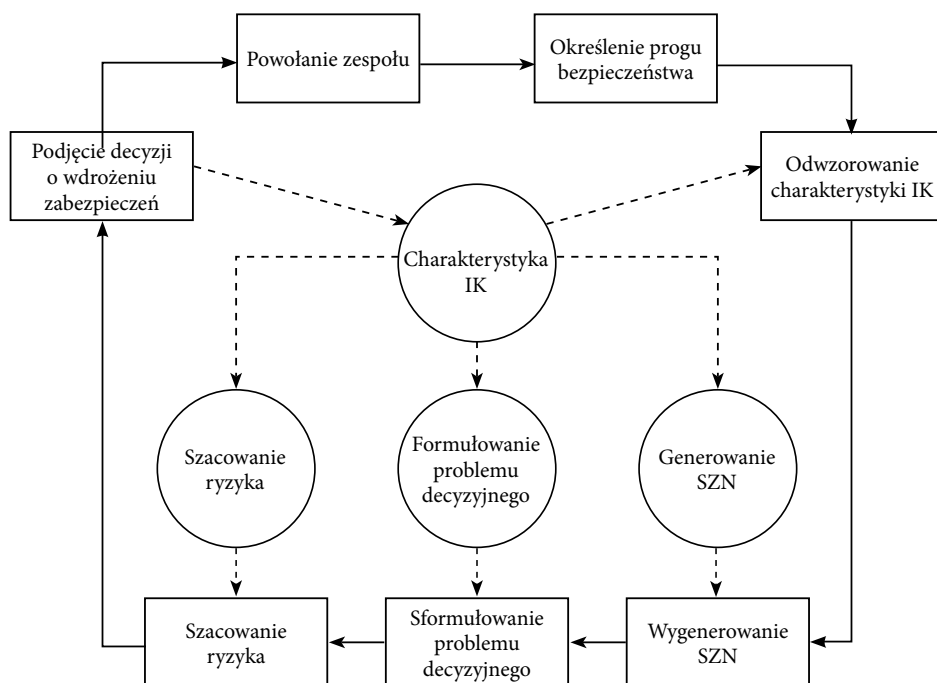 Powołanie zespołu
Określenie progu
bezpieczeństwa
Podjęcie decyzji
o wdrożeniu
zabezpieczeń
Odwzorowanie
charakterystyki IK
Charakterystyka
IK
Szacowanie
ryzyka
Formułowanie
problemu
decyzyjnego
Generowanie
SZN
Szacowanie
ryzyka
Sformułowanie
problemu
decyzyjnego
Wygenerowanie
SZN